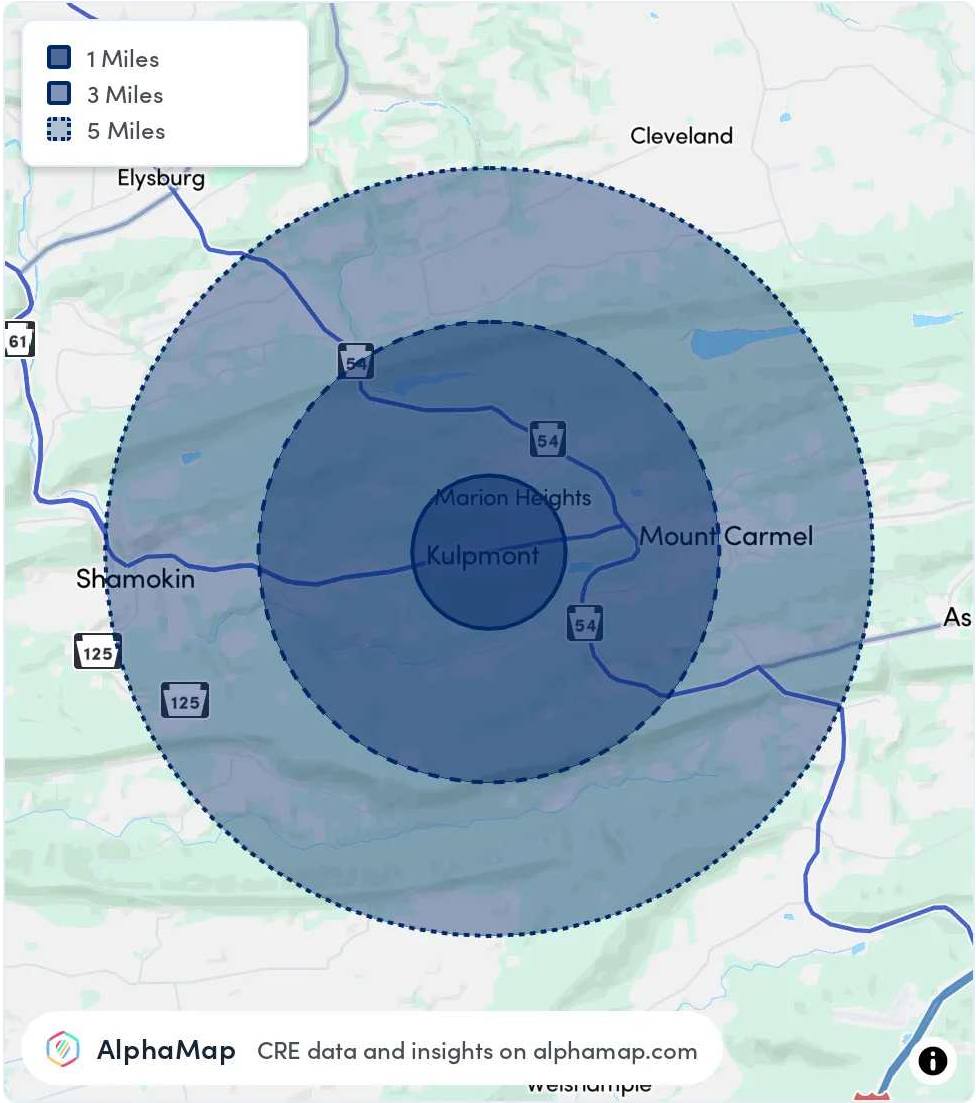 1 Miles
3 Miles
5 Miles
Cleveland
Elysburg
61
54
54
Marion Heights
Mount Carmel
Kulpmont
Shamokin
As
54
125
125
AlphaMap CRE data and insights on alphamap.com